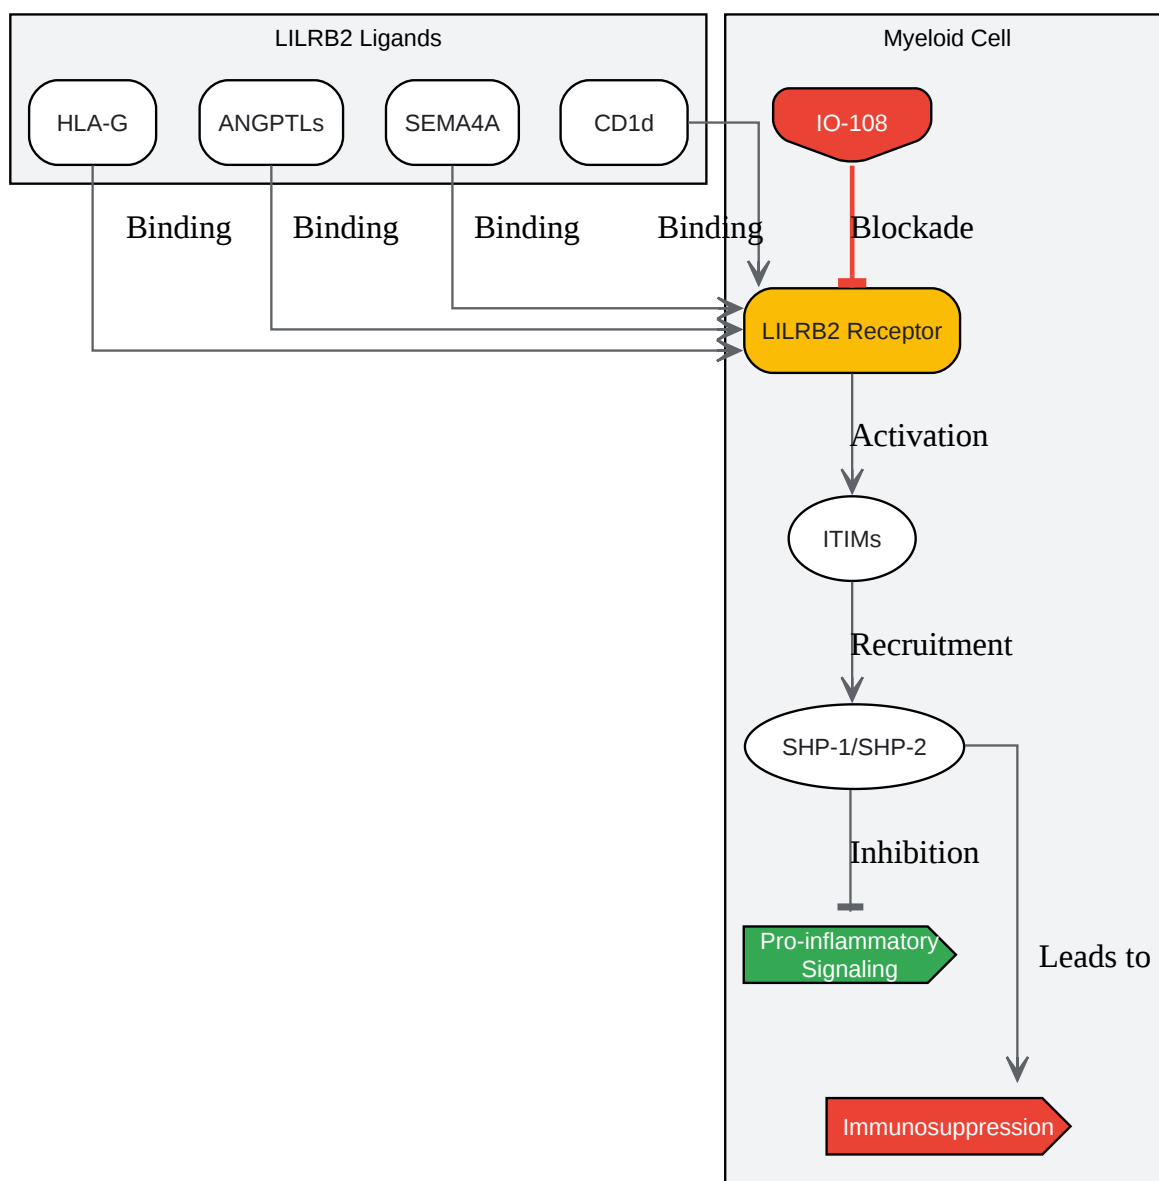 LILRB2 Ligands
Myeloid Cell
HLA-G
ANGPTLs
SEMA4A
CD1d
IO-108
Binding
Binding
Binding
Binding
Blockade
LILRB2 Receptor
Activation
ITIMs
Recruitment
SHP-1/SHP-2
Inhibition
Pro-inflammatory
Signaling
Leads to
Immunosuppression